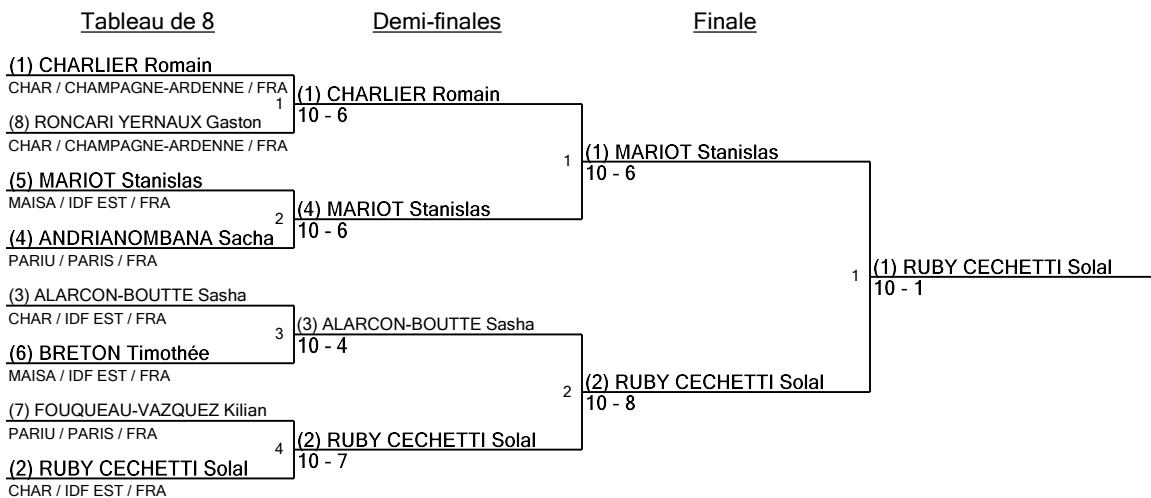 Tableau de 8
Demi-finales
Finale
(1) CHARLIER Romain
CHAR / CHAMPAGNE-ARDENNE / FRA
1
(8) RONCARI YERNAUX Gaston
CHAR / CHAMPAGNE-ARDENNE / FRA
(5) MARIOT Stanislas
MAISA / IDF EST / FRA
2
(4) ANDRIANOMBANA Sacha
PARIU / PARIS / FRA
(3) ALARCON-BOUTTE Sasha
CHAR / IDF EST / FRA
3
(6) BRETON Timothée
MAISA / IDF EST / FRA
(7) FOUQUEAU-VAZQUEZ Kilian
PARIU / PARIS / FRA
4
(2) RUBY CECHETTI Solal
CHAR / IDF EST / FRA
(1) CHARLIER Romain
10 - 6
1
(4) MARIOT Stanislas
10 - 6
(3) ALARCON-BOUTTE Sasha
10 - 4
2
(2) RUBY CECHETTI Solal
10 - 7
(1) MARIOT Stanislas
10 - 6
1
(2) RUBY CECHETTI Solal
10 - 8
(1) RUBY CECHETTI Solal
10 - 1